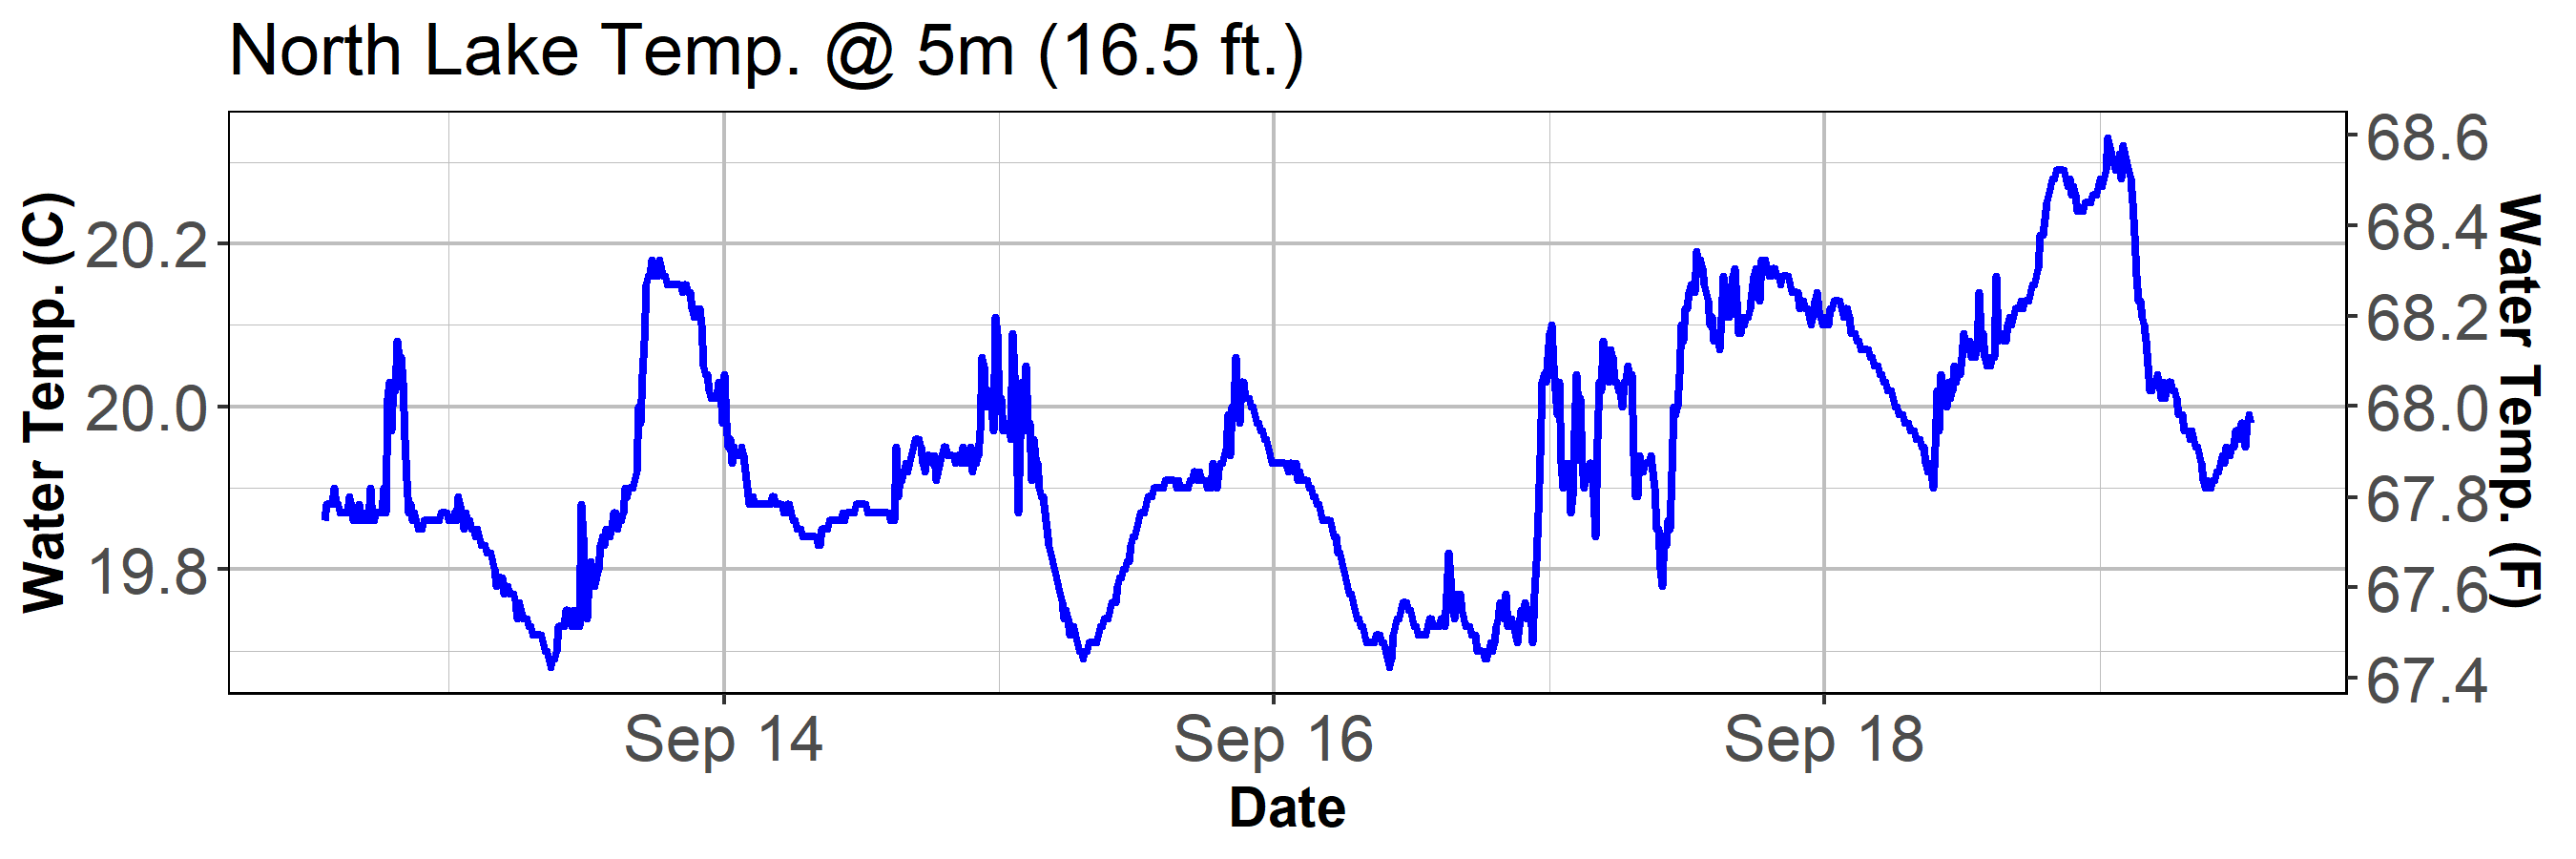 North Lake Temp. @ 5m (16.5 ft.)
Water Temp. (C)
20.2
20.0
19.8
68.6
68.4
68.2
68.0
67.8
67.6
67.4
Water Temp. (F)
Sep 14
Sep 16
Sep 18
Date